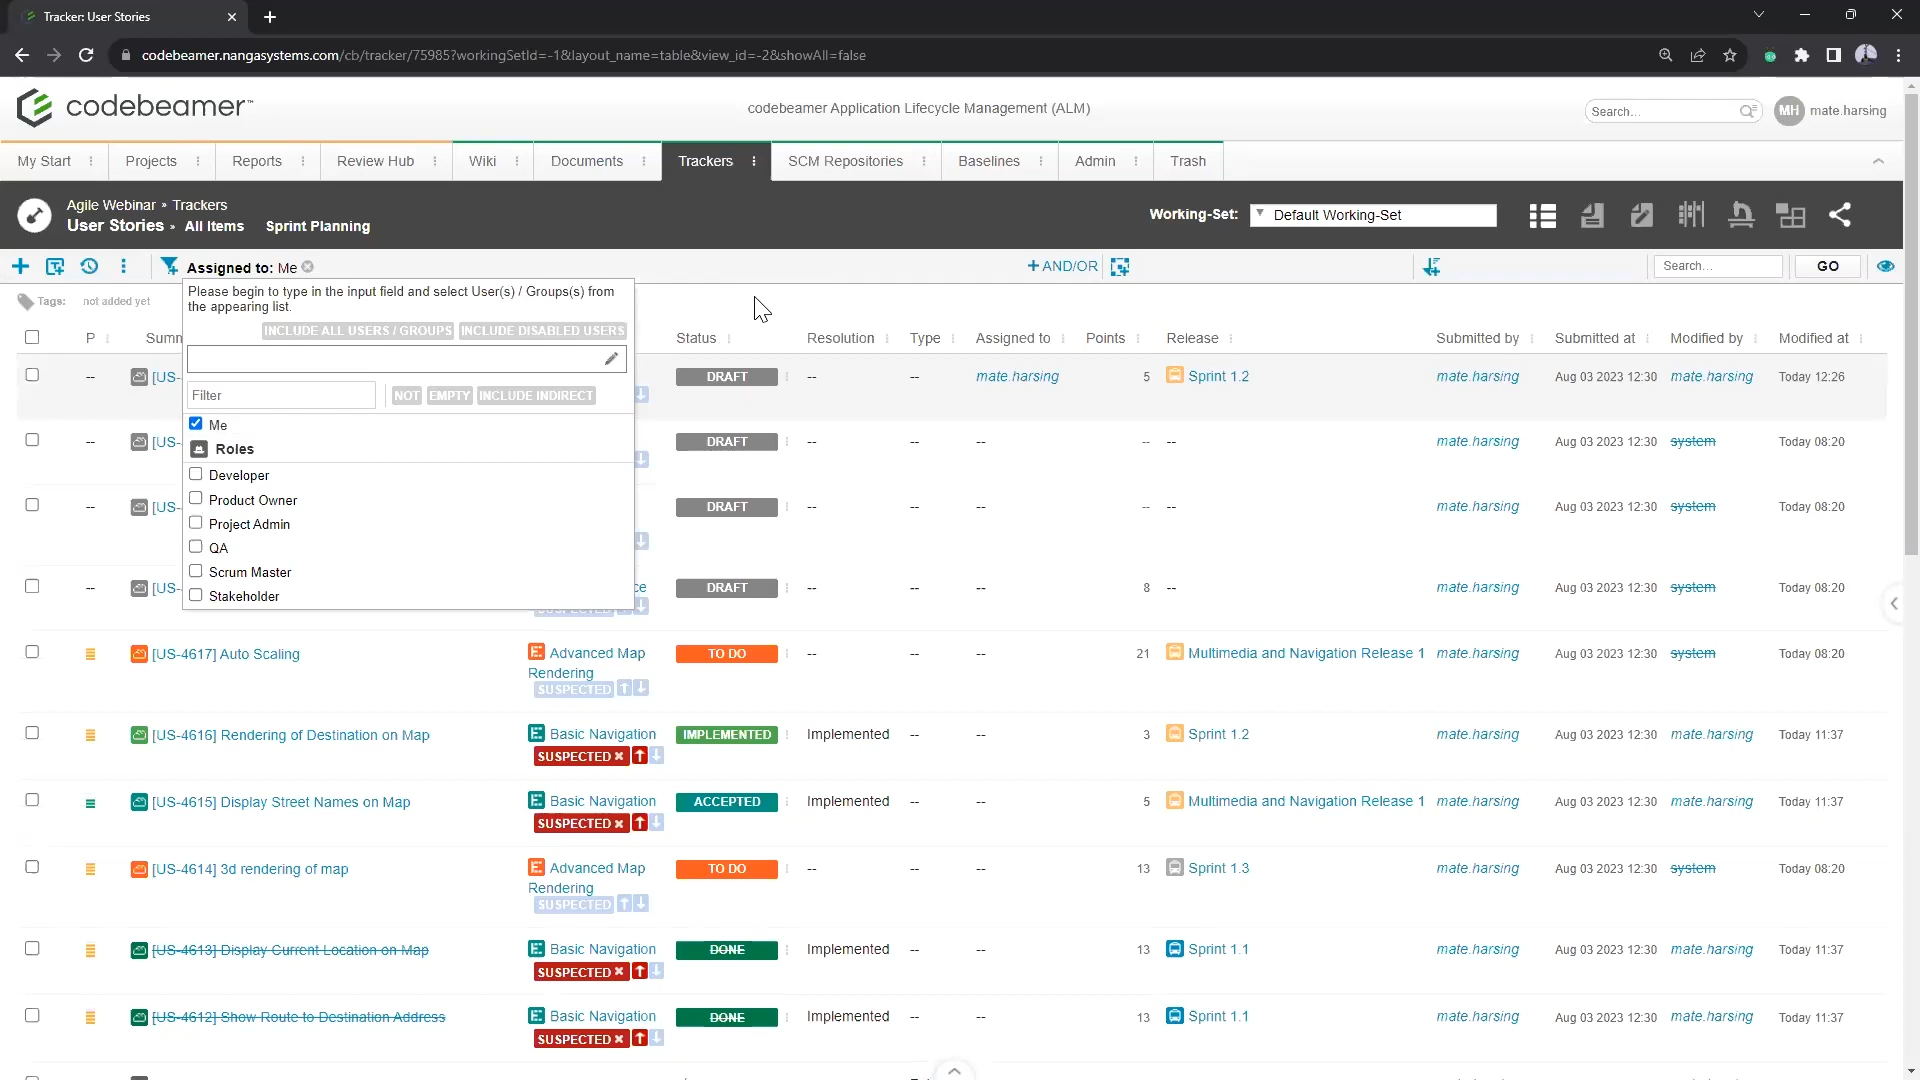 Tracker: User Stories
codebeamer.nangasystems.com/cb/tracker/75985?workingSetId=-1&layout_name=table&view_id=-2&showAll=false
codebeamer™
codebeamer Application Lifecycle Management (ALM)
Search...
MH mate.harsing
My Start Projects Reports Review Hub Wiki Documents Trackers SCM Repositories Baselines Admin Trash
Agile Webinar » Trackers
User Stories » All Items Sprint Planning
Working-Set: Default Working-Set
Assigned to: Me
+AND/OR
Search...
GO
Tags: not added yet
Please begin to type in the input field and select User(s) / Groups(s) from
the appearing list.
INCLUDE ALL USERS / GROUPS INCLUDE DISABLED USERS
Filter
NOT EMPTY INCLUDE INDIRECT
Me
Roles
Developer
Product Owner
Project Admin
QA
Scrum Master
Stakeholder
P Summ Status Resolution Type Assigned to Points Release Submitted by Submitted at Modified by Modified at
-- [US- DRAFT -- -- mate.harsing 5 Sprint 1.2 mate.harsing Aug 03 2023 12:30 mate.harsing Today 12:26
-- [US- DRAFT -- -- -- -- -- mate.harsing Aug 03 2023 12:30 system Today 08:20
-- [US- DRAFT -- -- -- -- -- mate.harsing Aug 03 2023 12:30 system Today 08:20
-- [US- ce DRAFT -- -- -- 8 -- mate.harsing Aug 03 2023 12:30 system Today 08:20
SUSPECTED
[US-4617] Auto Scaling Advanced Map TO DO -- -- -- 21 Multimedia and Navigation Release 1 mate.harsing Aug 03 2023 12:30 system Today 08:20
Rendering
SUSPECTED
[US-4616] Rendering of Destination on Map Basic Navigation IMPLEMENTED Implemented -- -- 3 Sprint 1.2 mate.harsing Aug 03 2023 12:30 mate.harsing Today 11:37
SUSPECTED
[US-4615] Display Street Names on Map Basic Navigation ACCEPTED Implemented -- -- 5 Multimedia and Navigation Release 1 mate.harsing Aug 03 2023 12:30 mate.harsing Today 11:37
SUSPECTED
[US-4614] 3d rendering of map Advanced Map TO DO -- -- -- 13 Sprint 1.3 mate.harsing Aug 03 2023 12:30 system Today 08:20
Rendering
SUSPECTED
[US-4613] Display Current Location on Map Basic Navigation DONE Implemented -- -- 13 Sprint 1.1 mate.harsing Aug 03 2023 12:30 mate.harsing Today 11:37
SUSPECTED
[US-4612] Show Route to Destination Address Basic Navigation DONE Implemented -- -- 13 Sprint 1.1 mate.harsing Aug 03 2023 12:30 mate.harsing Today 11:37
SUSPECTED